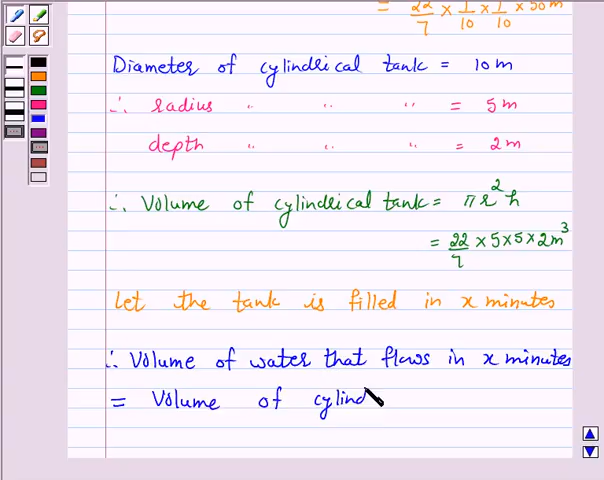 = 22/7 × 1/10 × 1/10 × 50 m
Diameter of cylindrical tank = 10 m
∴ radius " " " = 5 m
depth " " " = 2 m
∴ Volume of cylindrical tank = πr²h
= 22/7 × 5 × 5 × 2 m³
Let the tank is filled in x minutes
∴ Volume of water that flows in x minutes
= Volume of cylind